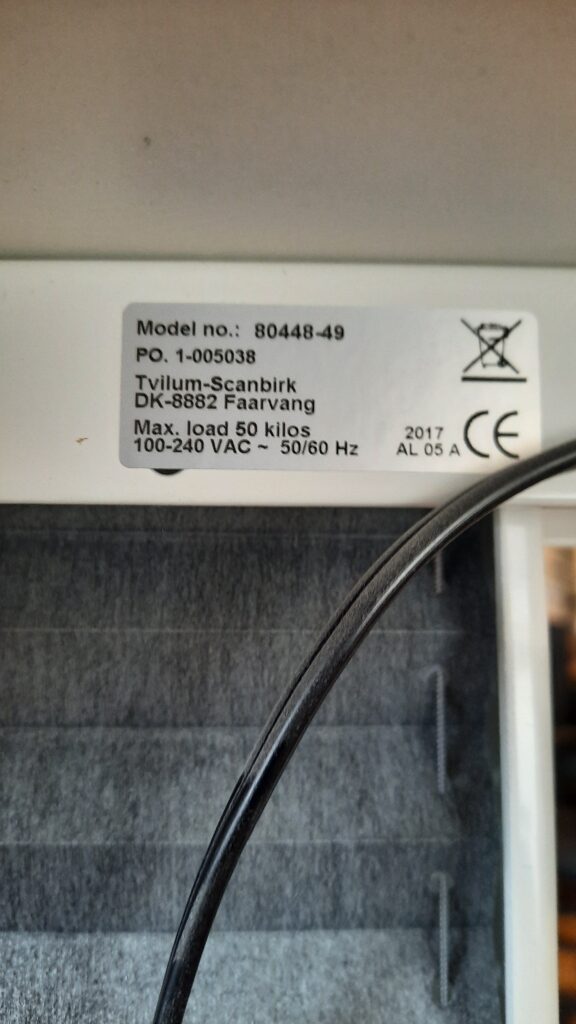 Model no.: 80448-49
PO. 1-005038
Tvilum-Scanbirk
DK-8882 Faarvang
Max. load 50 kilos
100-240 VAC ~ 50/60 Hz
2017
AL 05 A
CE